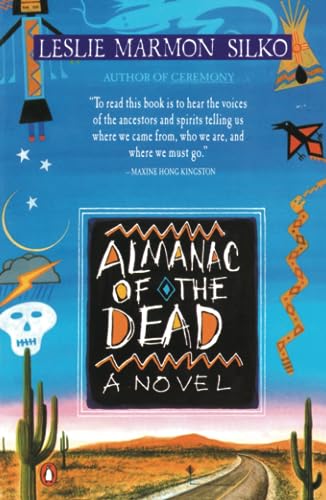 LESLIE MARMON SILKO
AUTHOR OF CEREMONY
“To read this book is to hear the voices
of the ancestors and spirits telling us
where we came from, who we are, and
where we must go.”
—MAXINE HONG KINGSTON
ALMANAC
OF THE
DEAD
A NOVEL